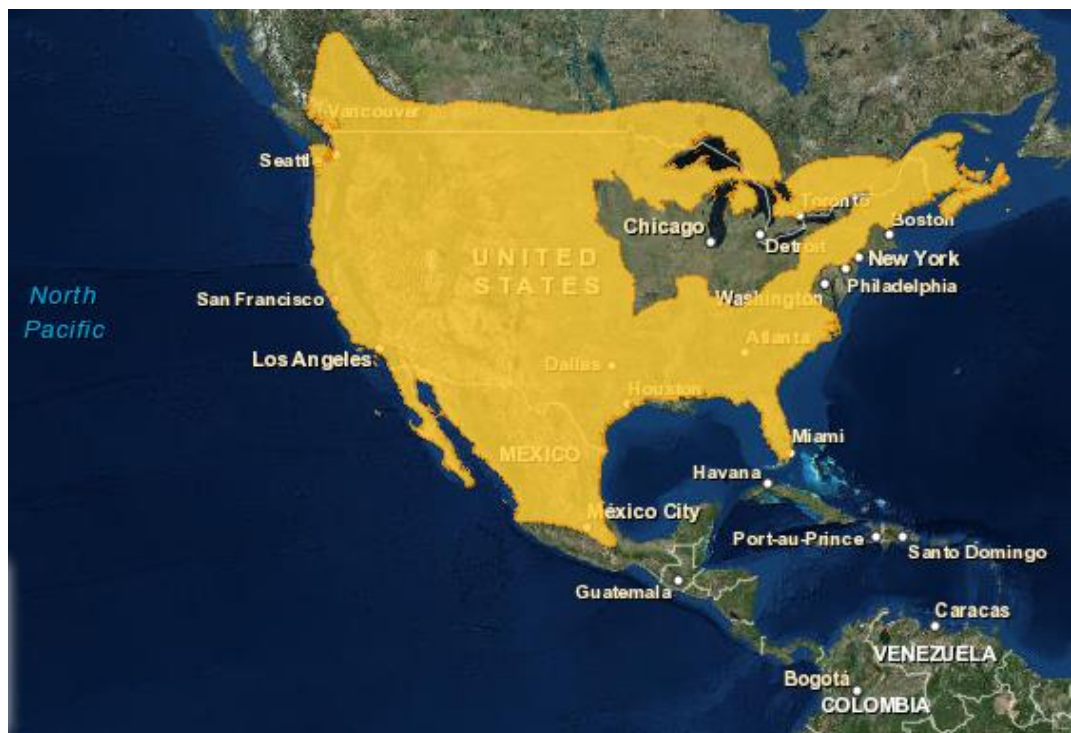 Vancouver
Seattle
Toronto
Boston
Chicago
Detroit
UNITED
STATES
New York
Philadelphia
Washington
North
Pacific
San Francisco
Atlanta
Los Angeles
Dallas
Houston
Miami
MEXICO
Havana
México City
Port-au-Prince
Santo Domingo
Guatemala
Caracas
VENEZUELA
Bogotá
COLOMBIA